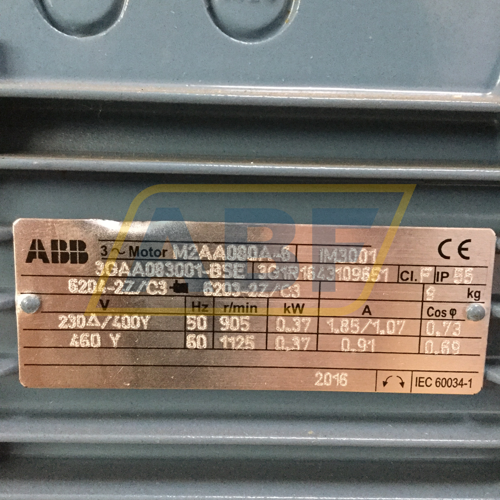 ABB 3~Motor M2AA080A-6 IM3001 CE
3GAA083001-BSE 3G1R1643109651 Cl. F IP 55
6204-2Z/C3 6203-2Z/C3 9 kg
V Hz r/min kW A Cos φ
230Δ/400Y 50 905 0.37 1.85/1.07 0.73
460 Y 60 1125 0.37 0.91 0.69
2016 IEC 60034-1